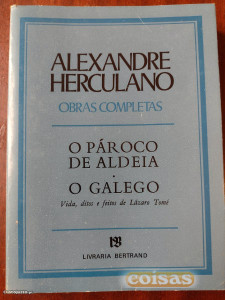 ALEXANDRE
HERCULANO
OBRAS COMPLETAS
O PÁROCO
DE ALDEIA
·
O GALEGO
Vida, ditos e feitos de Lázaro Tomé
LIVRARIA BERTRAND
coisas